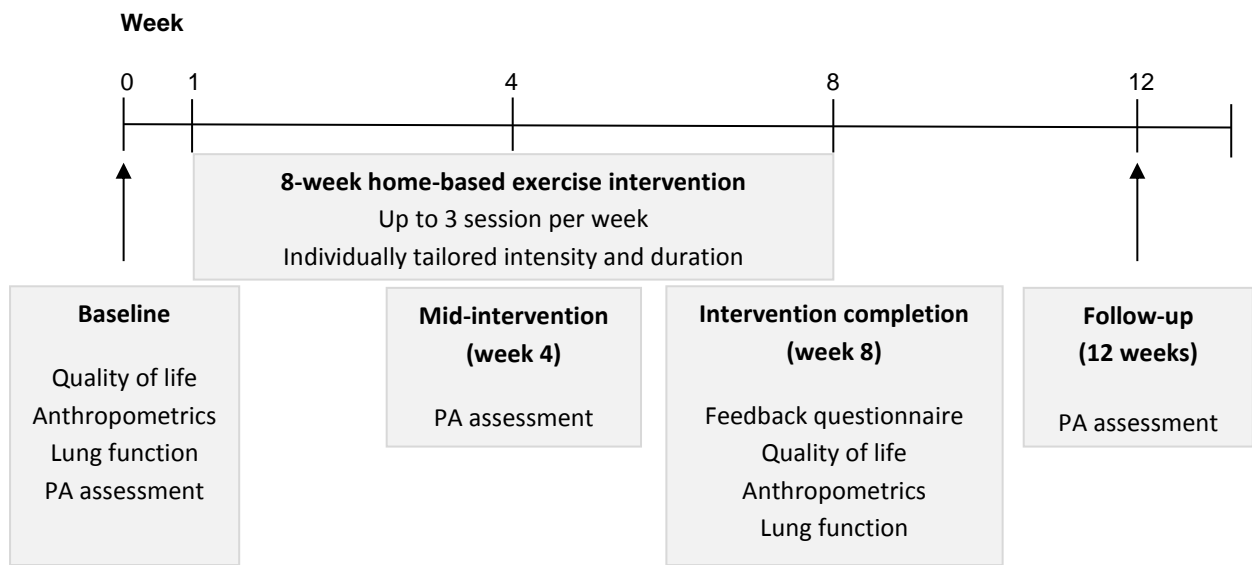 Week
0 1 4 8 12
8-week home-based exercise intervention
Up to 3 session per week
Individually tailored intensity and duration
Baseline
Quality of life
Anthropometrics
Lung function
PA assessment
Mid-intervention
(week 4)
PA assessment
Intervention completion
(week 8)
Feedback questionnaire
Quality of life
Anthropometrics
Lung function
Follow-up
(12 weeks)
PA assessment